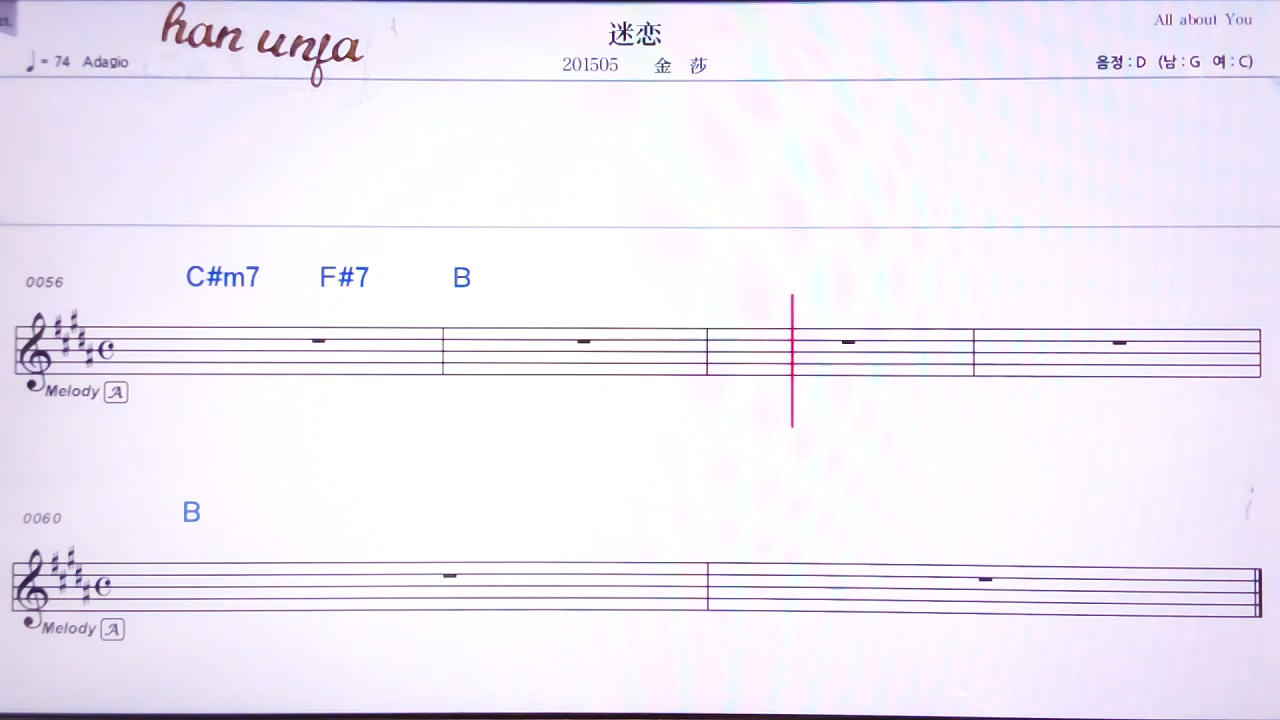 han unfa
迷恋
All about You
♩= 74 Adagio
201505 金 莎
음정 : D (남 : G 여 : C)
0056
C#m7 F#7 B
Melody A
0060
B
Melody A